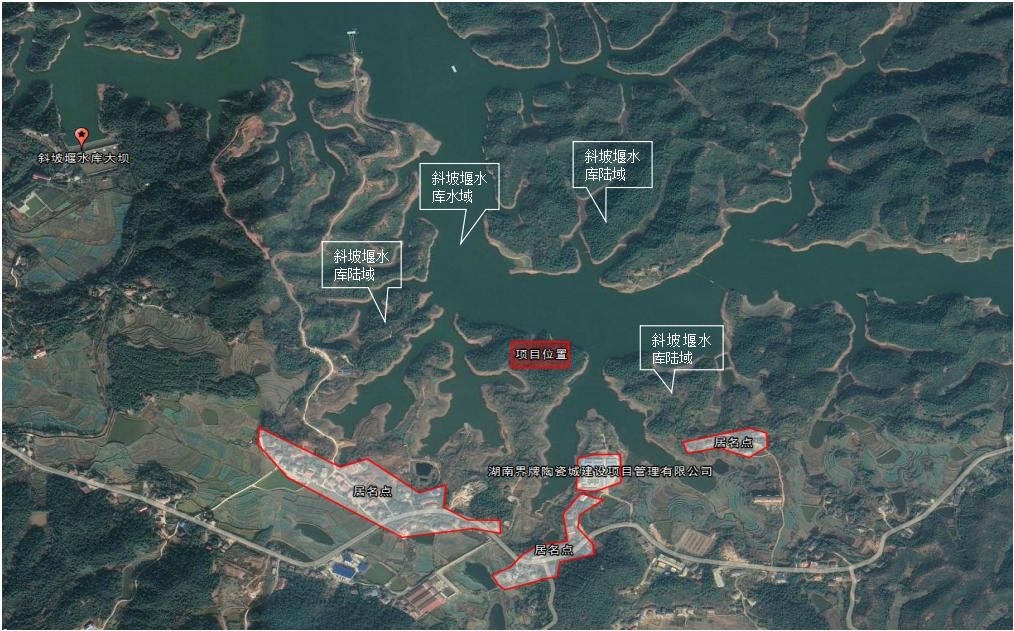 斜坡堰水库大坝
斜坡堰水
库水域
斜坡堰水
库陆域
斜坡堰水
库陆域
斜坡堰水
库陆域
项目位置
居名点
湖南界牌陶瓷城建设项目管理有限公司
居名点
居名点